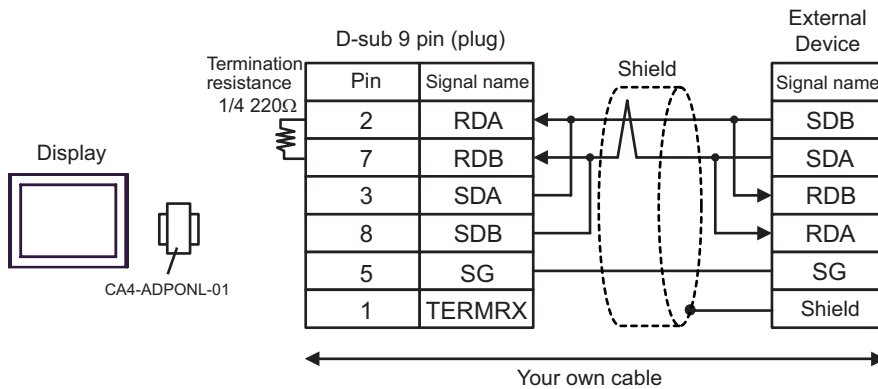 External
Device
D-sub 9 pin (plug)
Termination
resistance
1/4 220Ω
Shield
Pin Signal name Signal name
2 RDA SDB
7 RDB SDA
Display
3 SDA RDB
8 SDB RDA
5 SG SG
CA4-ADPONL-01
1 TERMRX Shield
Your own cable